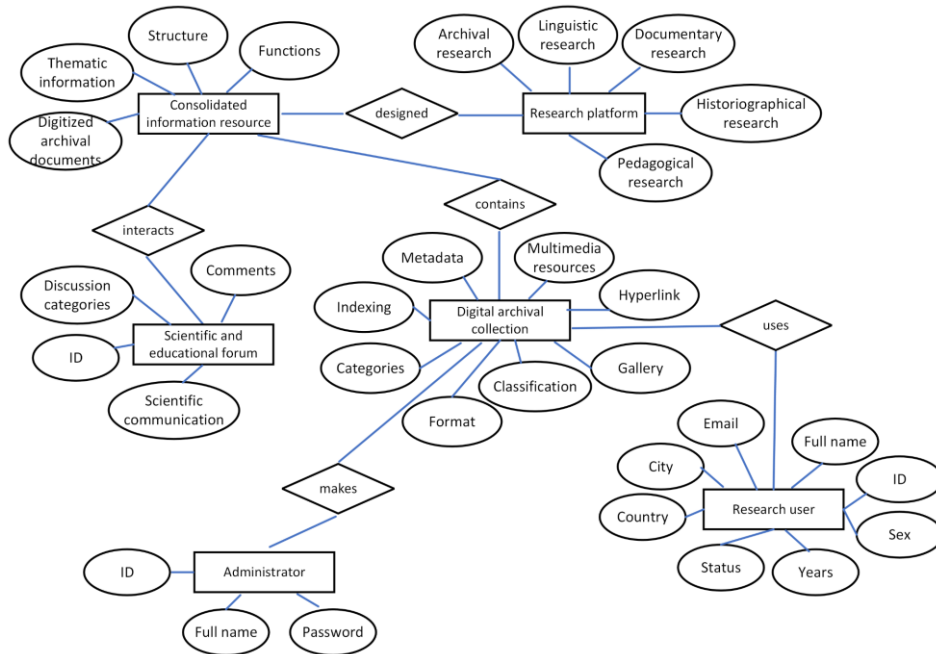 Structure
Functions
Thematic
information
Consolidated
information resource
Digitized
archival
documents
designed
Archival
research
Linguistic
research
Documentary
research
Research platform
Historiographical
research
Pedagogical
research
contains
interacts
Comments
Discussion
categories
Scientific and
educational forum
ID
Scientific
communication
Metadata
Multimedia
resources
Indexing
Digital archival
collection
Hyperlink
Categories
Classification
Gallery
Format
uses
makes
Email
Full name
City
ID
Country
Research user
Sex
Status
Years
ID
Administrator
Full name
Password